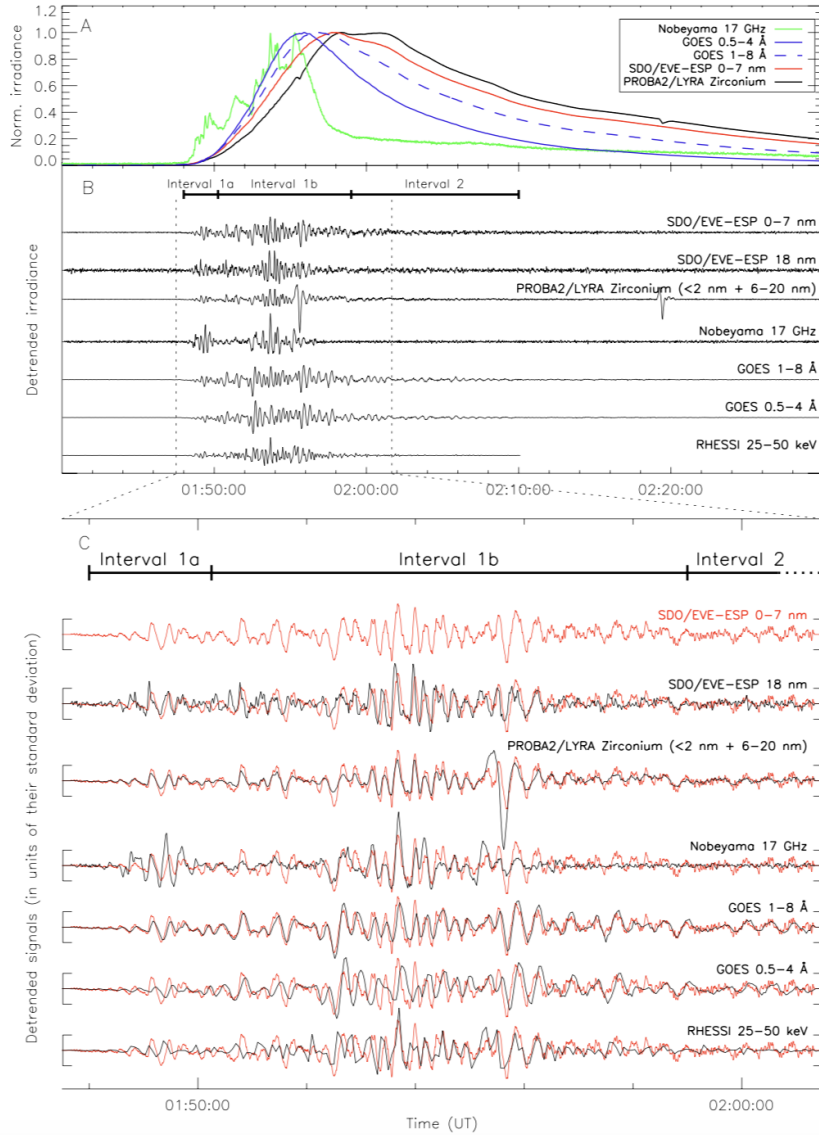 A
1.2
1.0
0.8
0.6
0.4
0.2
0.0
Norm. irradiance
Nobeyama 17 GHz
GOES 0.5–4 Å
GOES 1–8 Å
SDO/EVE–ESP 0–7 nm
PROBA2/LYRA Zirconium
B
Interval 1a
Interval 1b
Interval 2
Detrended irradiance
SDO/EVE–ESP 0–7 nm
SDO/EVE–ESP 18 nm
PROBA2/LYRA Zirconium (<2 nm + 6–20 nm)
Nobeyama 17 GHz
GOES 1–8 Å
GOES 0.5–4 Å
RHESSI 25–50 keV
01:50:00
02:00:00
02:10:00
02:20:00
C
Interval 1a
Interval 1b
Interval 2
Detrended signals (in units of their standard deviation)
SDO/EVE–ESP 0–7 nm
SDO/EVE–ESP 18 nm
PROBA2/LYRA Zirconium (<2 nm + 6–20 nm)
Nobeyama 17 GHz
GOES 1–8 Å
GOES 0.5–4 Å
RHESSI 25–50 keV
01:50:00
02:00:00
Time (UT)